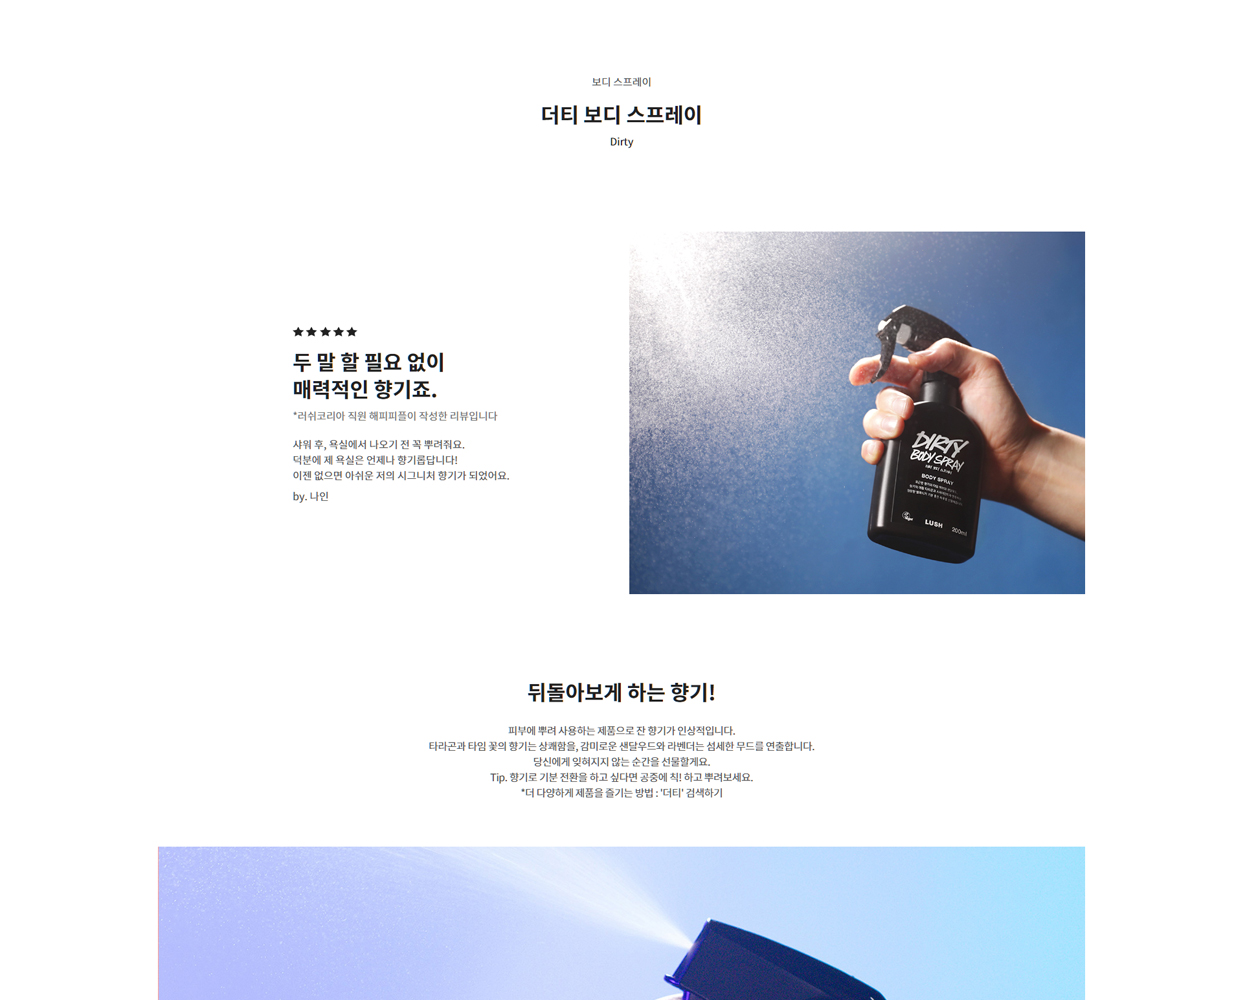 보디 스프레이
더티 보디 스프레이
Dirty
★★★★★
두 말 할 필요 없이
매력적인 향기죠.
*러쉬코리아 직원 해피피플이 작성한 리뷰입니다
샤워 후, 욕실에서 나오기 전 꼭 뿌려줘요.
덕분에 제 욕실은 언제나 향기롭답니다!
이젠 없으면 아쉬운 저의 시그니처 향기가 되었어요.
by. 나인
DIRTY
BODY SPRAY
BODY SPRAY
LUSH
200ml
뒤돌아보게 하는 향기!
피부에 뿌려 사용하는 제품으로 잔 향기가 인상적입니다.
타라곤과 타임 꽃의 향기는 상쾌함을, 감미로운 샌달우드와 라벤더는 섬세한 무드를 연출합니다.
당신에게 잊혀지지 않는 순간을 선물할게요.
Tip. 향기로 기분 전환을 하고 싶다면 공중에 칙! 하고 뿌려보세요.
*더 다양하게 제품을 즐기는 방법 : '더티' 검색하기